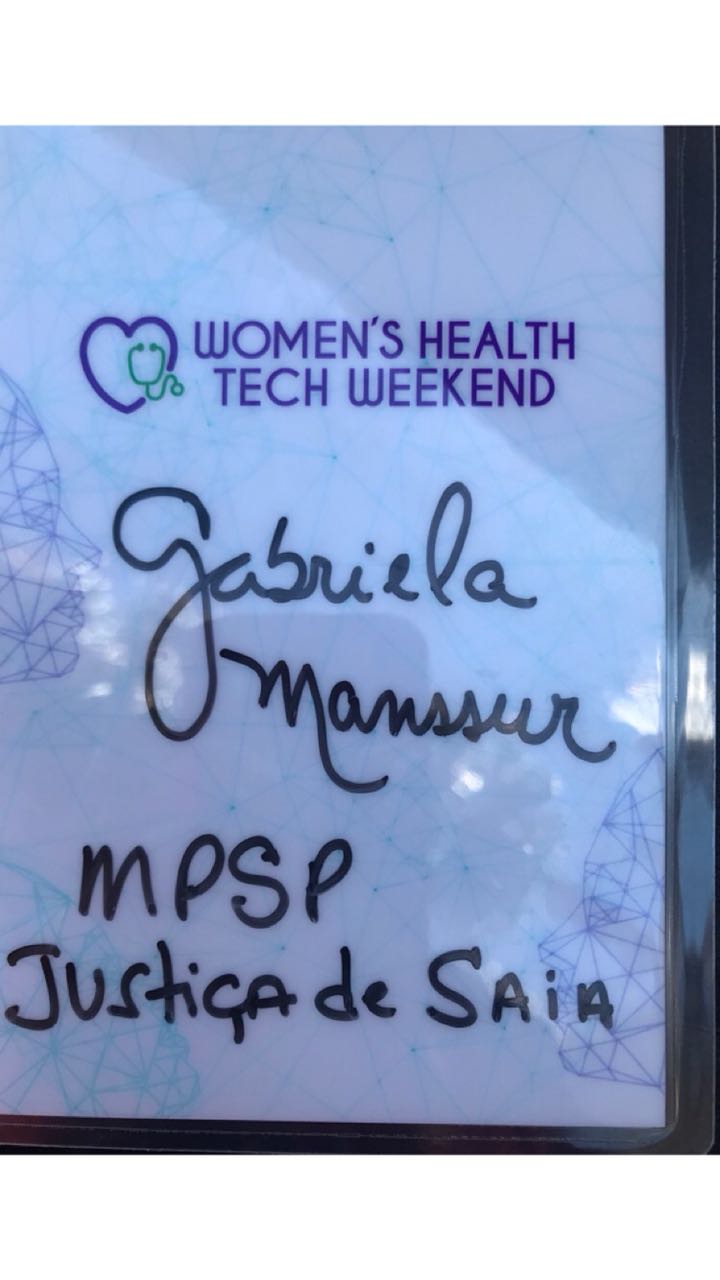 WOMEN'S HEALTH
TECH WEEKEND
Gabriela
Manssur
MPSP
Justiça de SAiA